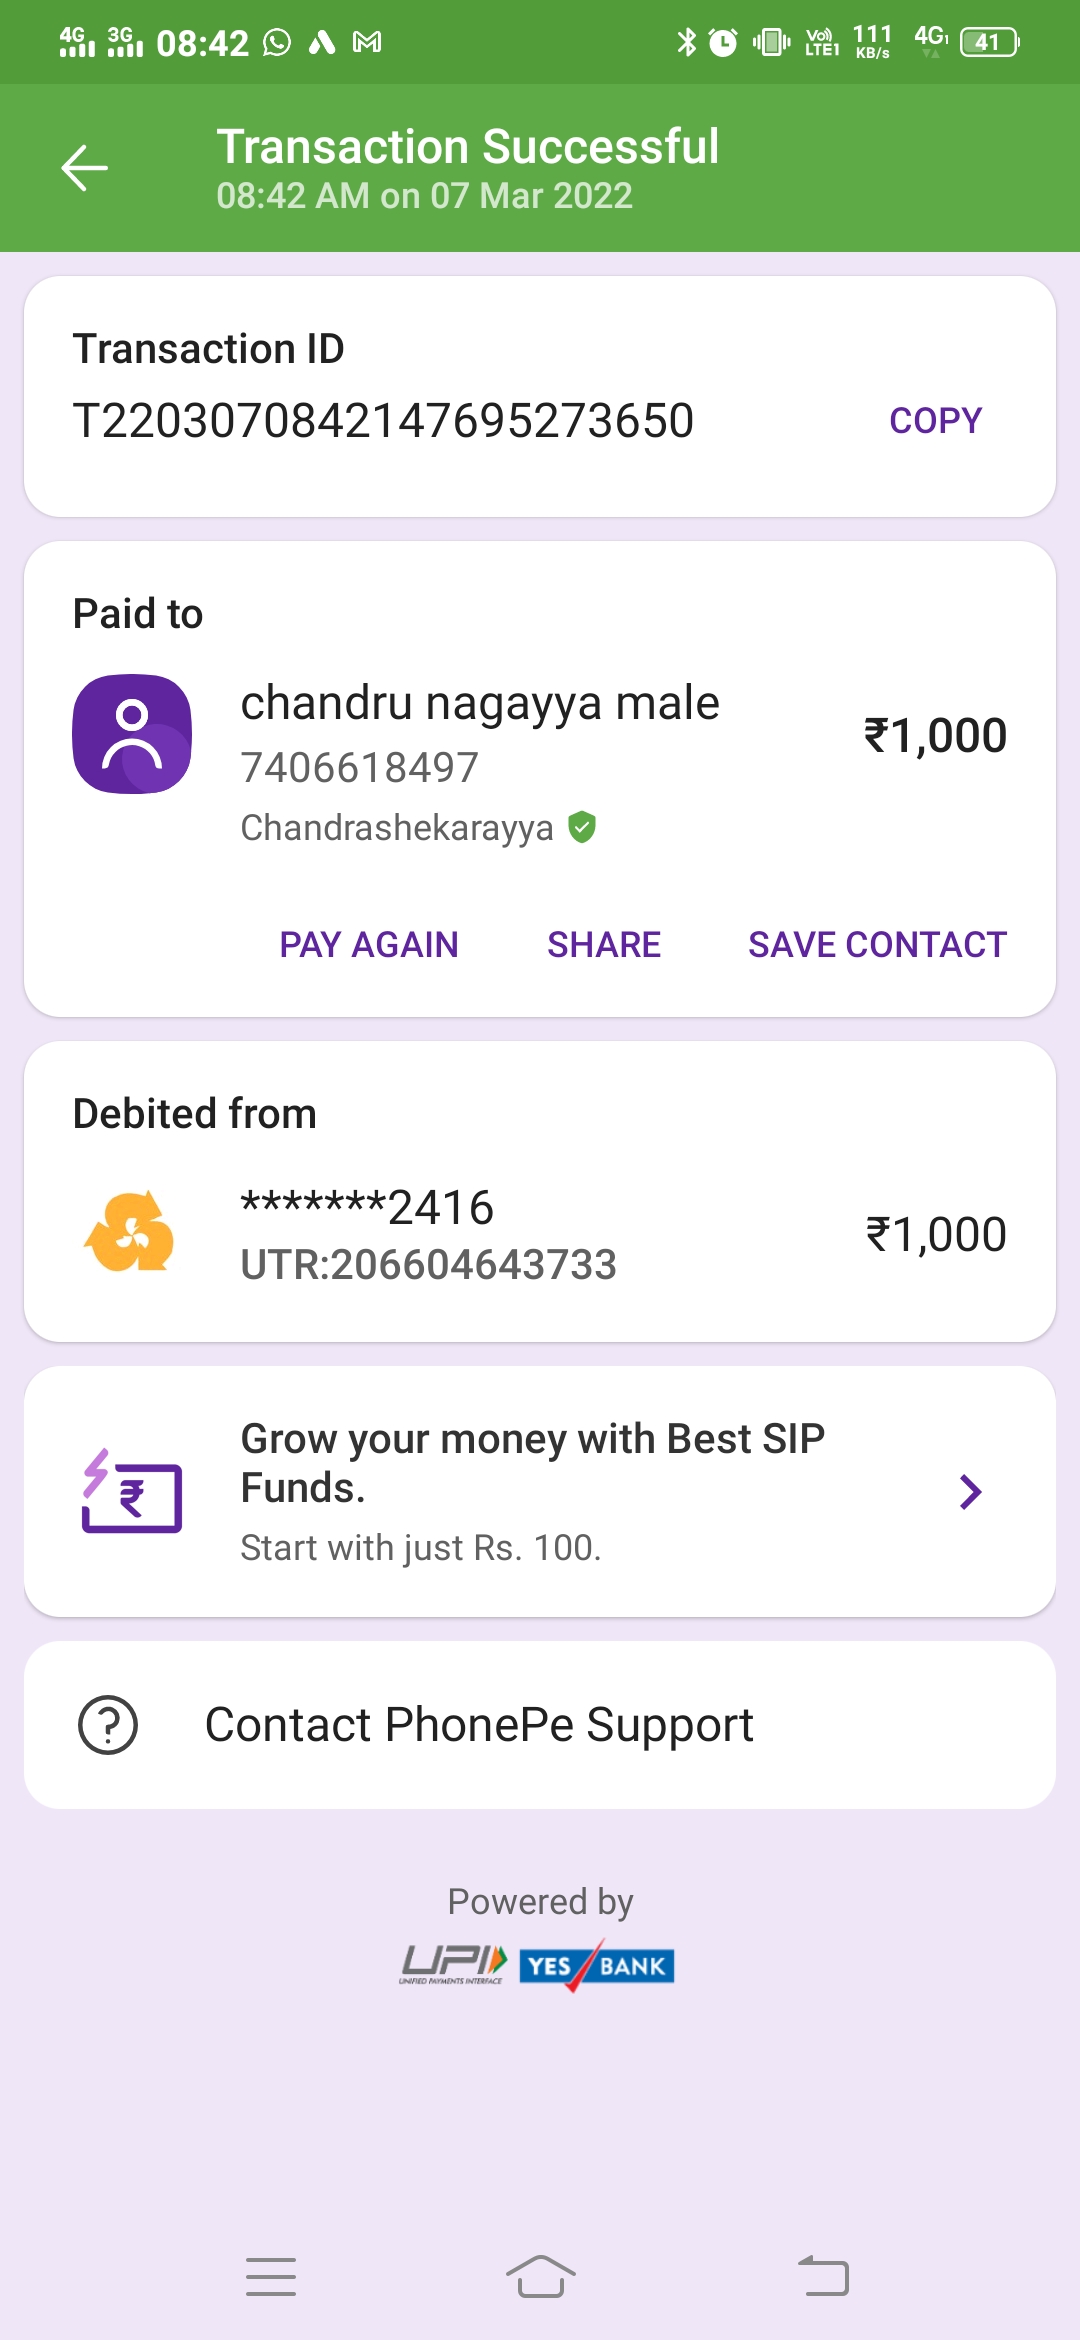 4G 3G 08:42 Vo)) LTE1 111 KB/s 4G 41
Transaction Successful
08:42 AM on 07 Mar 2022
Transaction ID
T2203070842147695273650 COPY
Paid to
chandru nagayya male
₹1,000
7406618497
Chandrashekarayya
PAY AGAIN SHARE SAVE CONTACT
Debited from
*******2416
₹1,000
UTR:206604643733
Grow your money with Best SIP
Funds.
Start with just Rs. 100.
Contact PhonePe Support
Powered by
UPI YES BANK
UNIFIED PAYMENTS INTERFACE